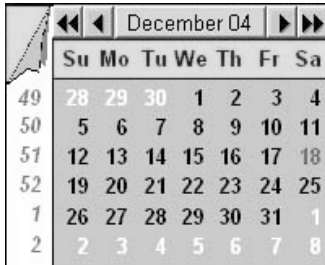 December 04
Su Mo Tu We Th Fr Sa
49 28 29 30 1 2 3 4
50 5 6 7 8 9 10 11
51 12 13 14 15 16 17 18
52 19 20 21 22 23 24 25
1 26 27 28 29 30 31 1
2 2 3 4 5 6 7 8